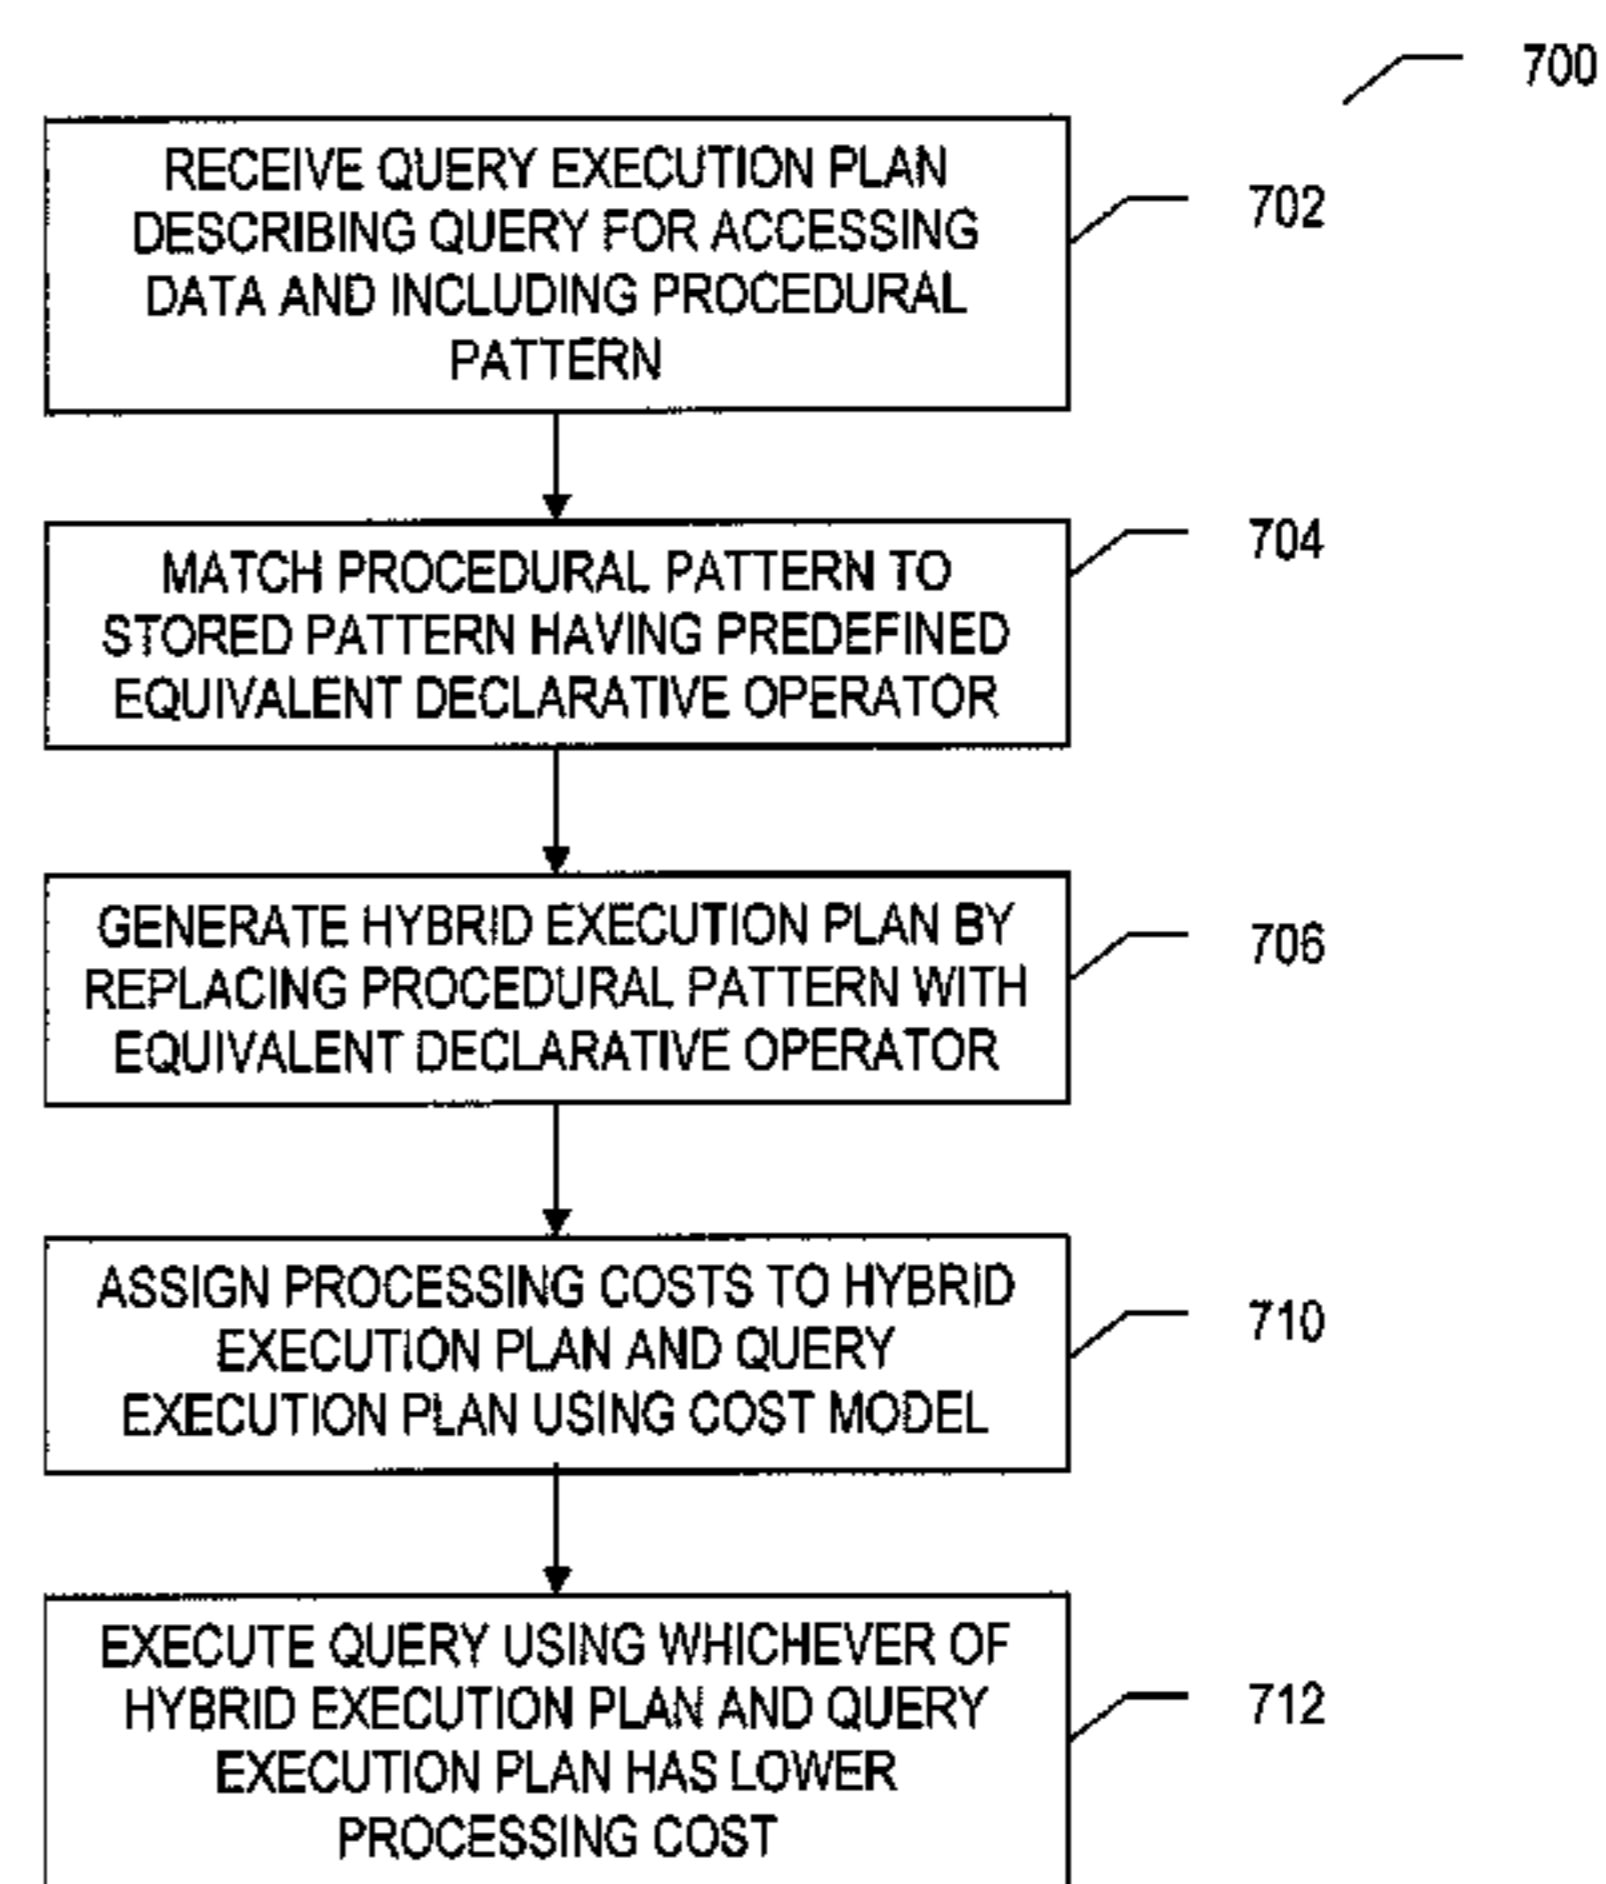 700
RECEIVE QUERY EXECUTION PLAN
DESCRIBING QUERY FOR ACCESSING
DATA AND INCLUDING PROCEDURAL
PATTERN
702
MATCH PROCEDURAL PATTERN TO
STORED PATTERN HAVING PREDEFINED
EQUIVALENT DECLARATIVE OPERATOR
704
GENERATE HYBRID EXECUTION PLAN BY
REPLACING PROCEDURAL PATTERN WITH
EQUIVALENT DECLARATIVE OPERATOR
706
ASSIGN PROCESSING COSTS TO HYBRID
EXECUTION PLAN AND QUERY
EXECUTION PLAN USING COST MODEL
710
EXECUTE QUERY USING WHICHEVER OF
HYBRID EXECUTION PLAN AND QUERY
EXECUTION PLAN HAS LOWER
PROCESSING COST
712